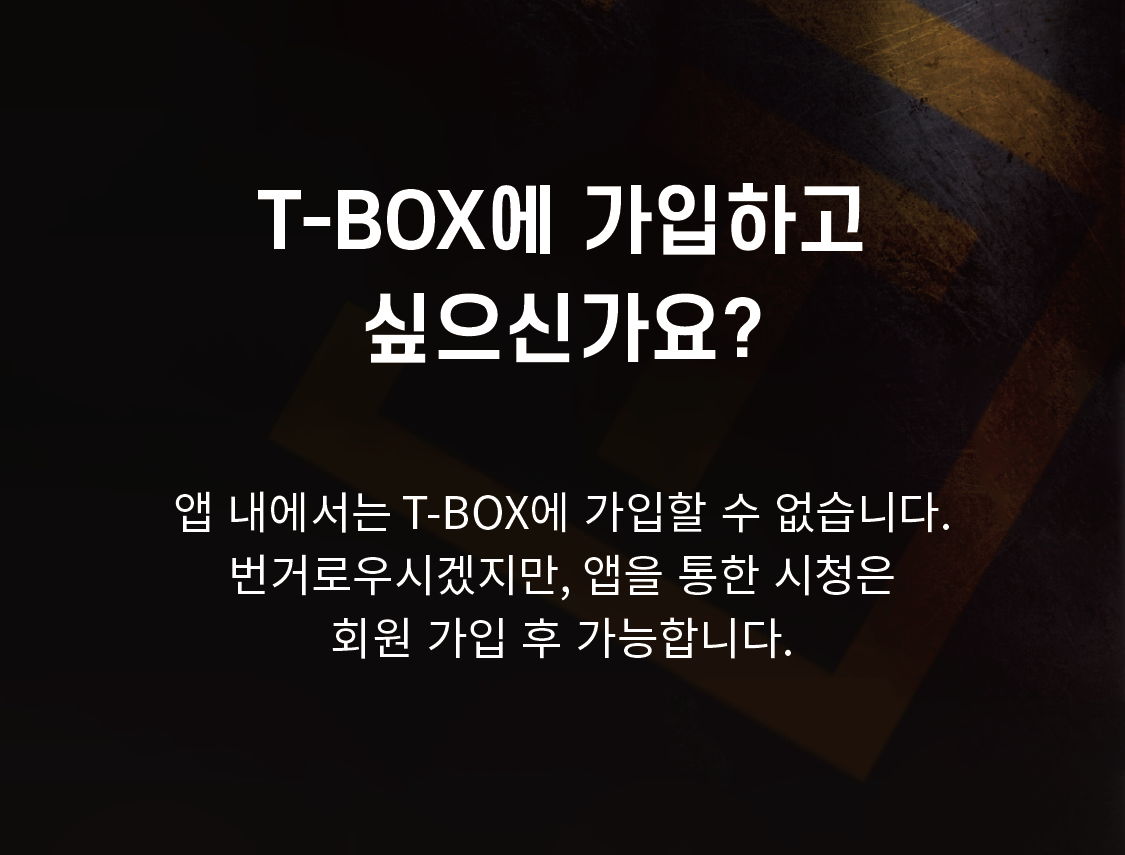 T-BOX에 가입하고
싶으신가요?
앱 내에서는 T-BOX에 가입할 수 없습니다.
번거로우시겠지만, 앱을 통한 시청은
회원 가입 후 가능합니다.